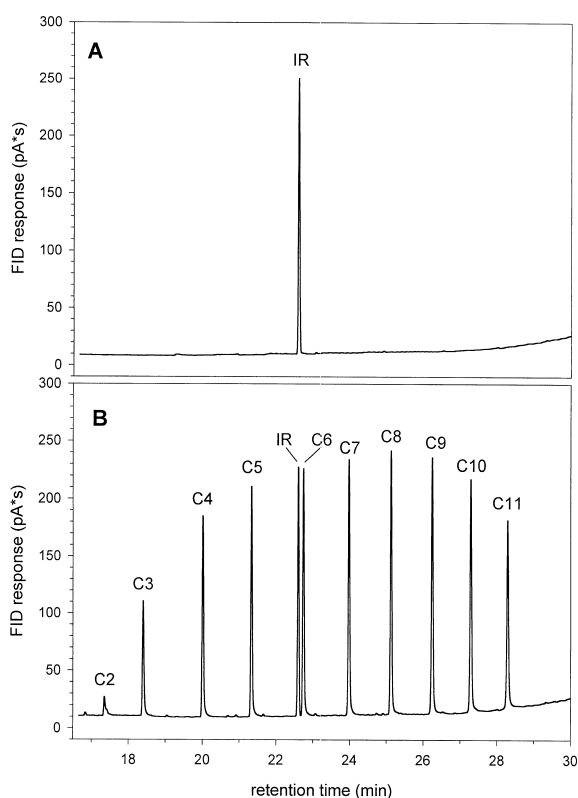 300
A
IR
250
200
150
100
50
0
FID response (pA*s)
300
B
IR
C6
C7
C8
C9
C10
C11
C5
C4
C3
C2
250
200
150
100
50
0
FID response (pA*s)
18 20 22 24 26 28 30
retention time (min)